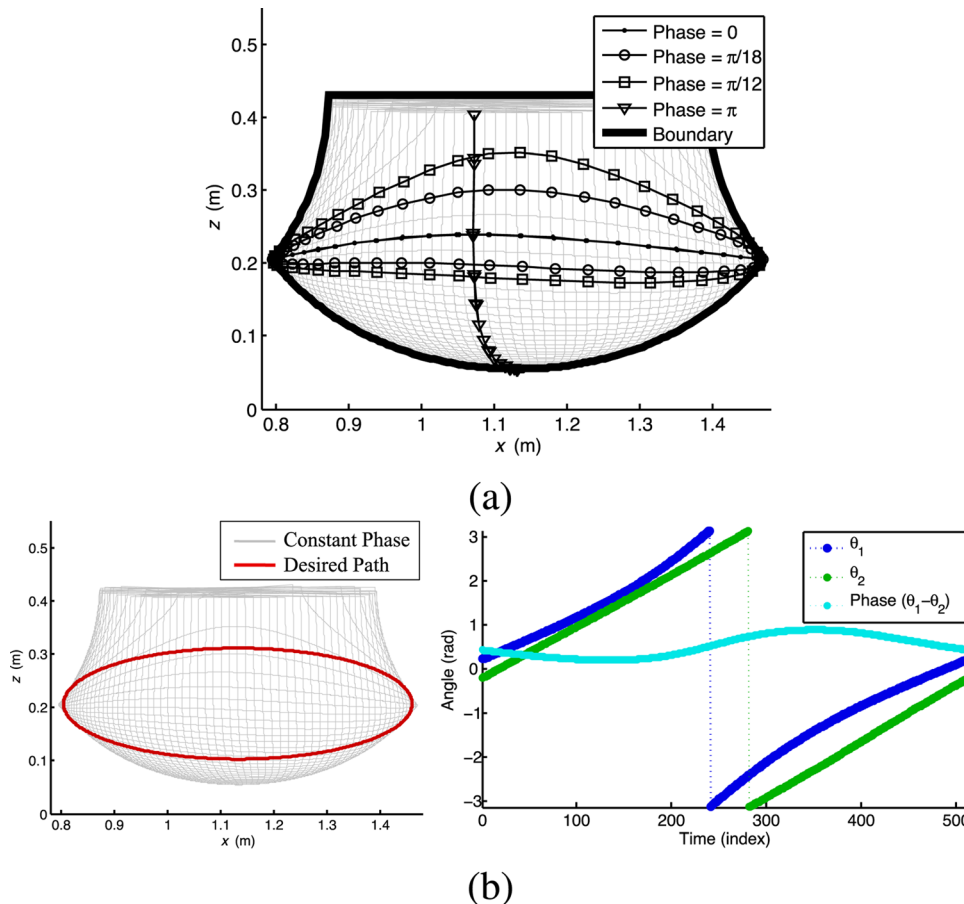 0.5
0.4
0.3
0.2
0.1
0
z (m)
0.8 0.9 1 1.1 1.2 1.3 1.4
x (m)
Phase = 0
Phase = π/18
Phase = π/12
Phase = π
Boundary
(a)
0.5
0.4
0.3
0.2
0.1
0
z (m)
0.8 0.9 1 1.1 1.2 1.3 1.4
x (m)
Constant Phase
Desired Path
3
2
1
0
−1
−2
−3
Angle (rad)
0 100 200 300 400 500
Time (index)
θ₁
θ₂
Phase (θ₁−θ₂)
(b)